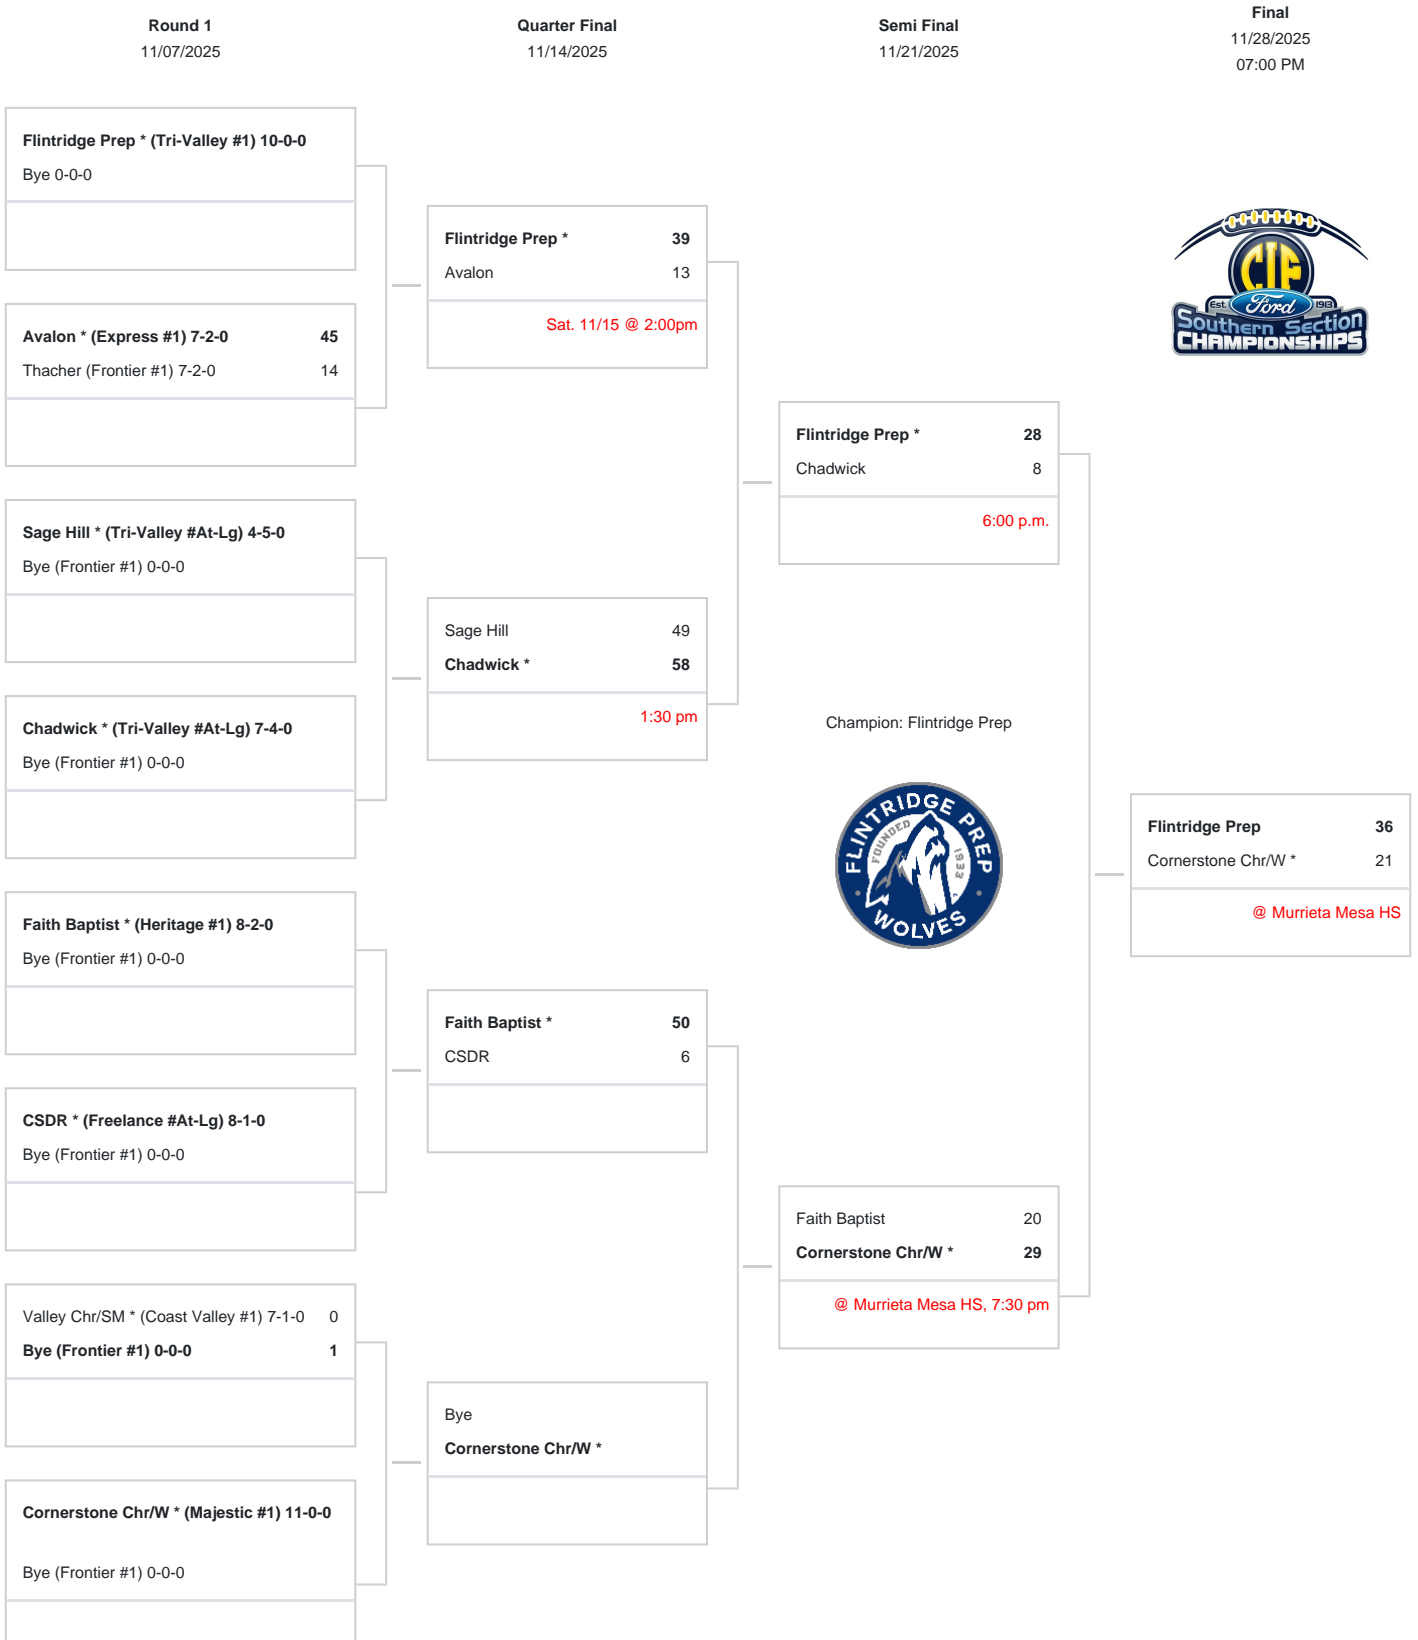 Round 1
11/07/2025
Quarter Final
11/14/2025
Semi Final
11/21/2025
Final
11/28/2025
07:00 PM
Flintridge Prep * (Tri-Valley #1) 10-0-0
Bye 0-0-0
Avalon * (Express #1) 7-2-0 45
Thacher (Frontier #1) 7-2-0 14
Sage Hill * (Tri-Valley #At-Lg) 4-5-0
Bye (Frontier #1) 0-0-0
Chadwick * (Tri-Valley #At-Lg) 7-4-0
Bye (Frontier #1) 0-0-0
Faith Baptist * (Heritage #1) 8-2-0
Bye (Frontier #1) 0-0-0
CSDR * (Freelance #At-Lg) 8-1-0
Bye (Frontier #1) 0-0-0
Valley Chr/SM * (Coast Valley #1) 7-1-0 0
Bye (Frontier #1) 0-0-0 1
Cornerstone Chr/W * (Majestic #1) 11-0-0
Bye (Frontier #1) 0-0-0
Flintridge Prep * 39
Avalon 13
Sat. 11/15 @ 2:00pm
Sage Hill 49
Chadwick * 58
1:30 pm
Faith Baptist * 50
CSDR 6
Bye
Cornerstone Chr/W *
Flintridge Prep * 28
Chadwick 8
6:00 p.m.
Champion: Flintridge Prep
FLINTRIDGE PREP
FOUNDED 1933
WOLVES
Faith Baptist 20
Cornerstone Chr/W * 29
@ Murrieta Mesa HS, 7:30 pm
CIF
Est. Ford 1913
Southern Section
CHAMPIONSHIPS
Flintridge Prep 36
Cornerstone Chr/W * 21
@ Murrieta Mesa HS